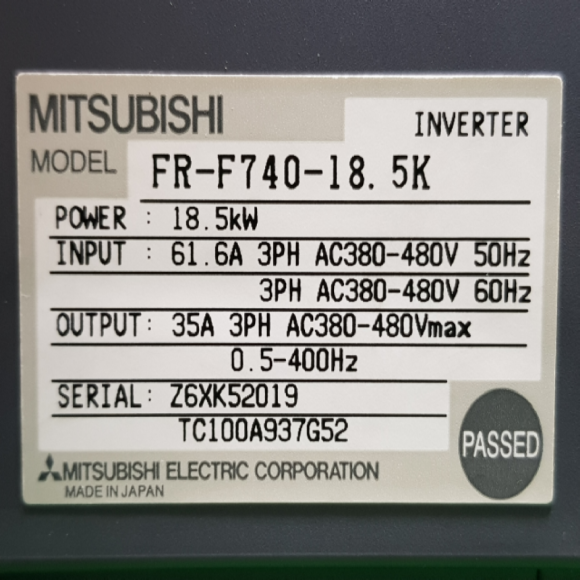 MITSUBISHI
INVERTER
MODEL FR-F740-18.5K
POWER : 18.5kW
INPUT : 61.6A 3PH AC380-480V 50Hz
3PH AC380-480V 60Hz
OUTPUT: 35A 3PH AC380-480Vmax
0.5-400Hz
SERIAL: Z6XK52019
TC100A937G52
PASSED
MITSUBISHI ELECTRIC CORPORATION
MADE IN JAPAN